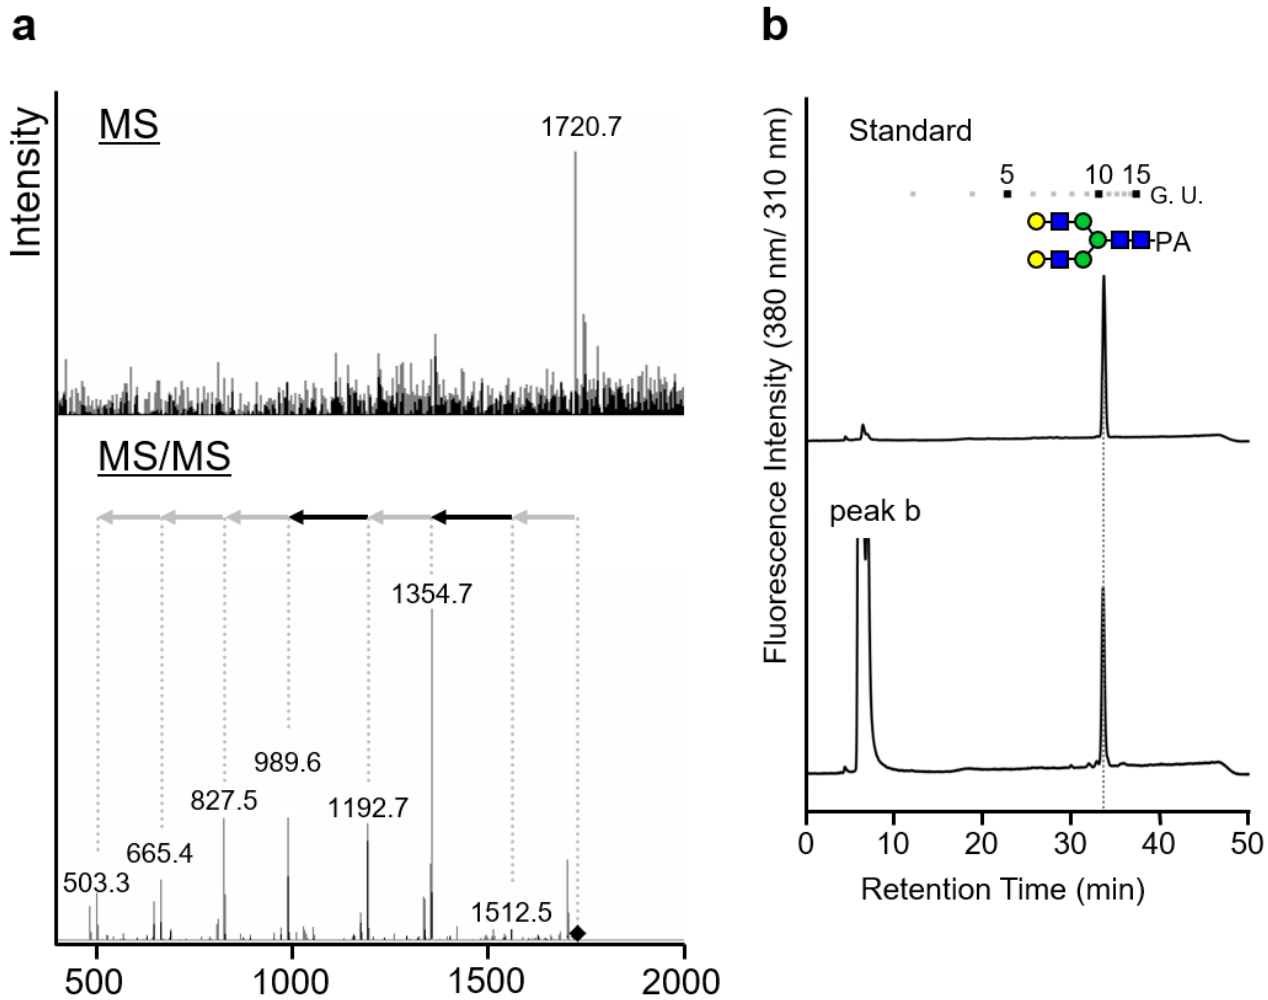 a
MS
1720.7
Intensity
MS/MS
1354.7
989.6
827.5
1192.7
665.4
503.3
1512.5
500
1000
1500
2000
b
Standard
5
10
15
G. U.
PA
peak b
Fluorescence Intensity (380 nm/ 310 nm)
0
10
20
30
40
50
Retention Time (min)